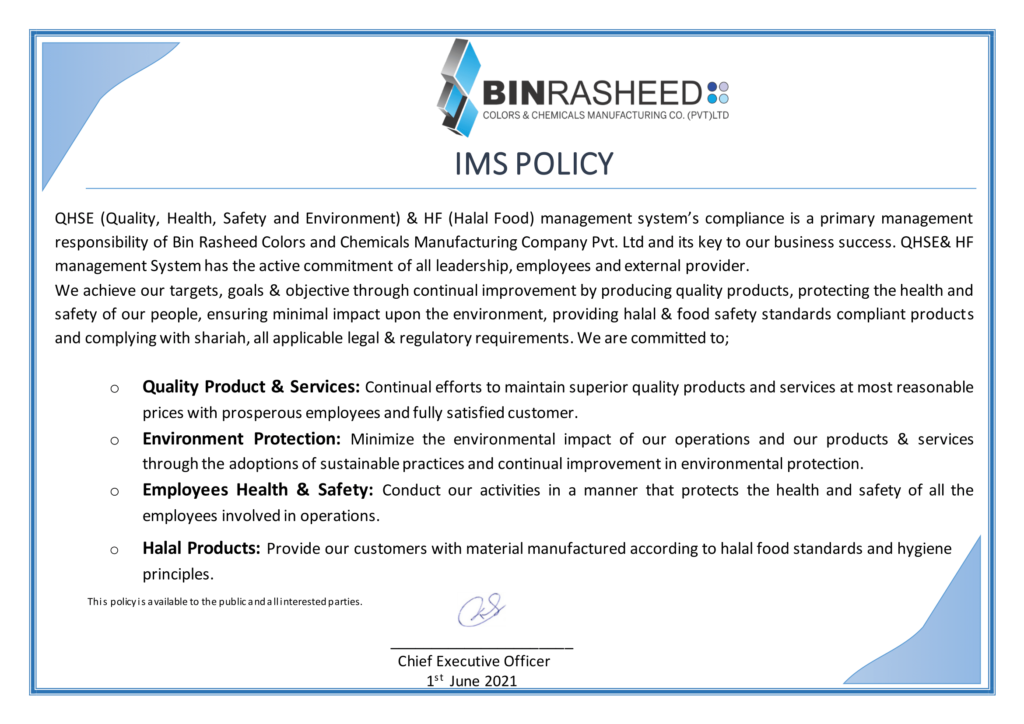 BINRASHEED
COLORS & CHEMICALS MANUFACTURING CO. (PVT)LTD
IMS POLICY
QHSE (Quality, Health, Safety and Environment) & HF (Halal Food) management system's compliance is a primary management
responsibility of Bin Rasheed Colors and Chemicals Manufacturing Company Pvt. Ltd and its key to our business success. QHSE& HF
management System has the active commitment of all leadership, employees and external provider.
We achieve our targets, goals & objective through continual improvement by producing quality products, protecting the health and
safety of our people, ensuring minimal impact upon the environment, providing halal & food safety standards compliant products
and complying with shariah, all applicable legal & regulatory requirements. We are committed to;
o Quality Product & Services: Continual efforts to maintain superior quality products and services at most reasonable
prices with prosperous employees and fully satisfied customer.
o Environment Protection: Minimize the environmental impact of our operations and our products & services
through the adoptions of sustainable practices and continual improvement in environmental protection.
o Employees Health & Safety: Conduct our activities in a manner that protects the health and safety of all the
employees involved in operations.
o Halal Products: Provide our customers with material manufactured according to halal food standards and hygiene
principles.
This policy is available to the public and all interested parties.
Chief Executive Officer
1st June 2021